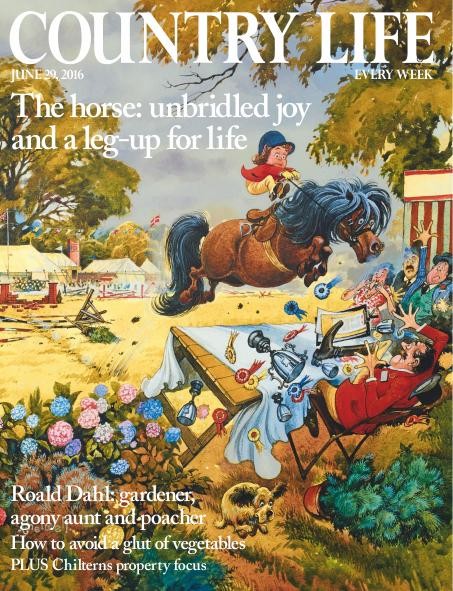 COUNTRY LIFE
JUNE 29, 2016 EVERY WEEK
The horse: unbridled joy
and a leg-up for life
Roald Dahl: gardener,
agony aunt and poacher
How to avoid a glut of vegetables
PLUS Chilterns property focus